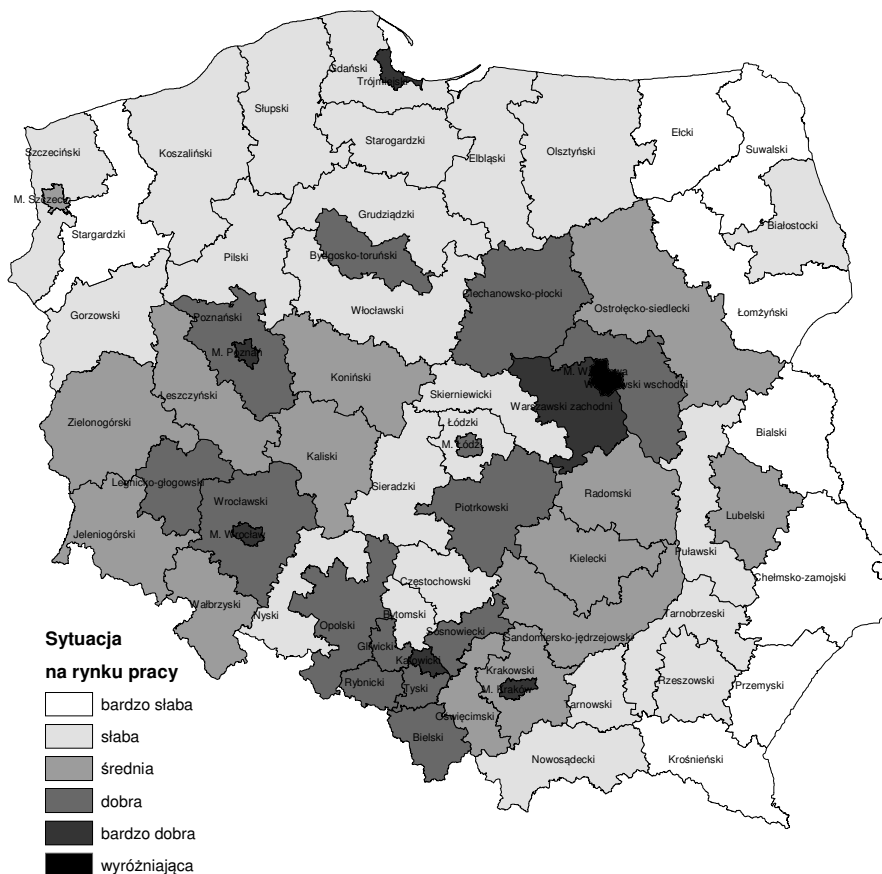 Gdański
Trójmiejski
Słupski
Starogardzki
Ełcki
Suwalski
Szczeciński
Koszaliński
Elbląski
Olsztyński
M. Szczecin
Grudziądzki
Białostocki
Stargardzki
Pilski
Bydgosko-toruński
Ciechanowsko-płocki
Ostrołęcko-siedlecki
Gorzowski
Włocławski
Łomżyński
Poznański
M. Poznań
M. Warszawa
Warszawski wschodni
Koniński
Leszczyński
Skierniewicki
Warszawski zachodni
Zielonogórski
Łódzki
M. Łódź
Bialski
Kaliski
Legnicko-głogowski
Sieradzki
Radomski
Wrocławski
Piotrkowski
Lubelski
Jeleniogórski
M. Wrocław
Kielecki
Puławski
Częstochowski
Chełmsko-zamojski
Wałbrzyski
Nyski
Bytomski
Tarnobrzeski
Opolski
Sosnowiecki
Sandomiersko-jędrzejowski
Gliwicki
Katowicki
Krakowski
Rzeszowski
Rybnicki
Tyski
M. Kraków
Przemyski
Tarnowski
Oświęcimski
Bielski
Nowosądecki
Krośnieński
Sytuacja
na rynku pracy
bardzo słaba
słaba
średnia
dobra
bardzo dobra
wyróżniająca